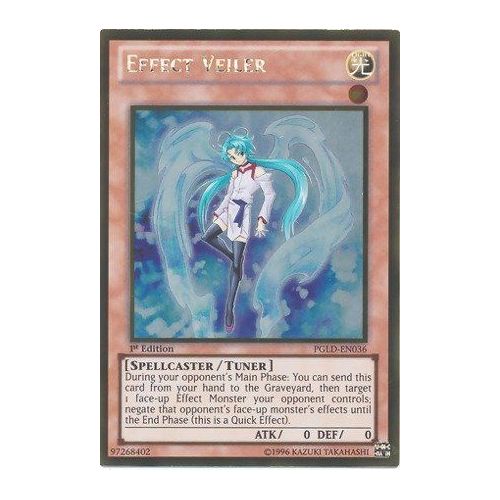 EFFECT VEILER
光
1st Edition
PGLD-EN036
[SPELLCASTER / TUNER]
During your opponent's Main Phase: You can send
this card from your hand to the Graveyard, then target
1 face-up Effect Monster your opponent controls;
negate that opponent's face-up monster's effects until
the End Phase (this is a Quick Effect).
ATK/ 0 DEF/ 0
97268402
©1996 KAZUKI TAKAHASHI